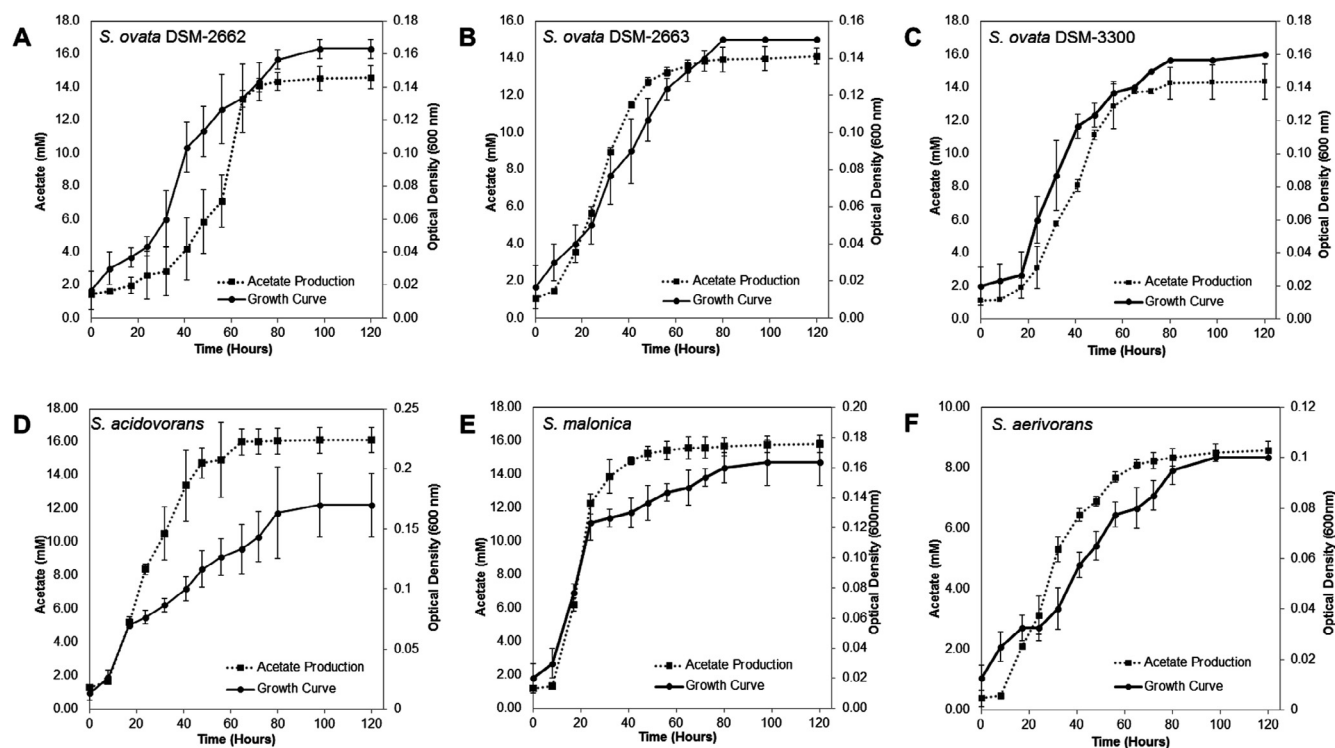 A
S. ovata DSM-2662
18.0
16.0
14.0
12.0
10.0
8.0
6.0
4.0
2.0
0.0
Acetate (mM)
0.18
0.16
0.14
0.12
0.10
0.08
0.06
0.04
0.02
0.00
Optical Density (600 nm)
Acetate Production
Growth Curve
0 20 40 60 80 100 120
Time (Hours)
B
S. ovata DSM-2663
16.0
14.0
12.0
10.0
8.0
6.0
4.0
2.0
0.0
Acetate (mM)
0.16
0.14
0.12
0.10
0.08
0.06
0.04
0.02
0.00
Optical Density (600 nm)
Acetate Production
Growth Curve
0 20 40 60 80 100 120
Time (Hours)
C
S. ovata DSM-3300
18.0
16.0
14.0
12.0
10.0
8.0
6.0
4.0
2.0
0.0
Acetate (mM)
0.18
0.16
0.14
0.12
0.10
0.08
0.06
0.04
0.02
0.00
Optical Density (600 nm)
Acetate Production
Growth Curve
0 20 40 60 80 100 120
Time (Hours)
D
S. acidovorans
18.00
16.00
14.00
12.00
10.00
8.00
6.00
4.00
2.00
0.00
Acetate (mM)
0.25
0.2
0.15
0.1
0.05
0
Optical Density (600 nm)
Acetate Production
Growth Curve
0 20 40 60 80 100 120
Time (Hours)
E
S. malonica
18.00
16.00
14.00
12.00
10.00
8.00
6.00
4.00
2.00
0.00
Acetate (mM)
0.20
0.18
0.16
0.14
0.12
0.10
0.08
0.06
0.04
0.02
0.00
Optical Density (600nm)
Acetate Production
Growth Curve
0 20 40 60 80 100 120
Time (Hours)
F
S. aerivorans
10.00
8.00
6.00
4.00
2.00
0.00
Acetate (mM)
0.12
0.1
0.08
0.06
0.04
0.02
0
Optical Density (600 nm)
Acetate Production
Growth Curve
0 20 40 60 80 100 120
Time (Hours)